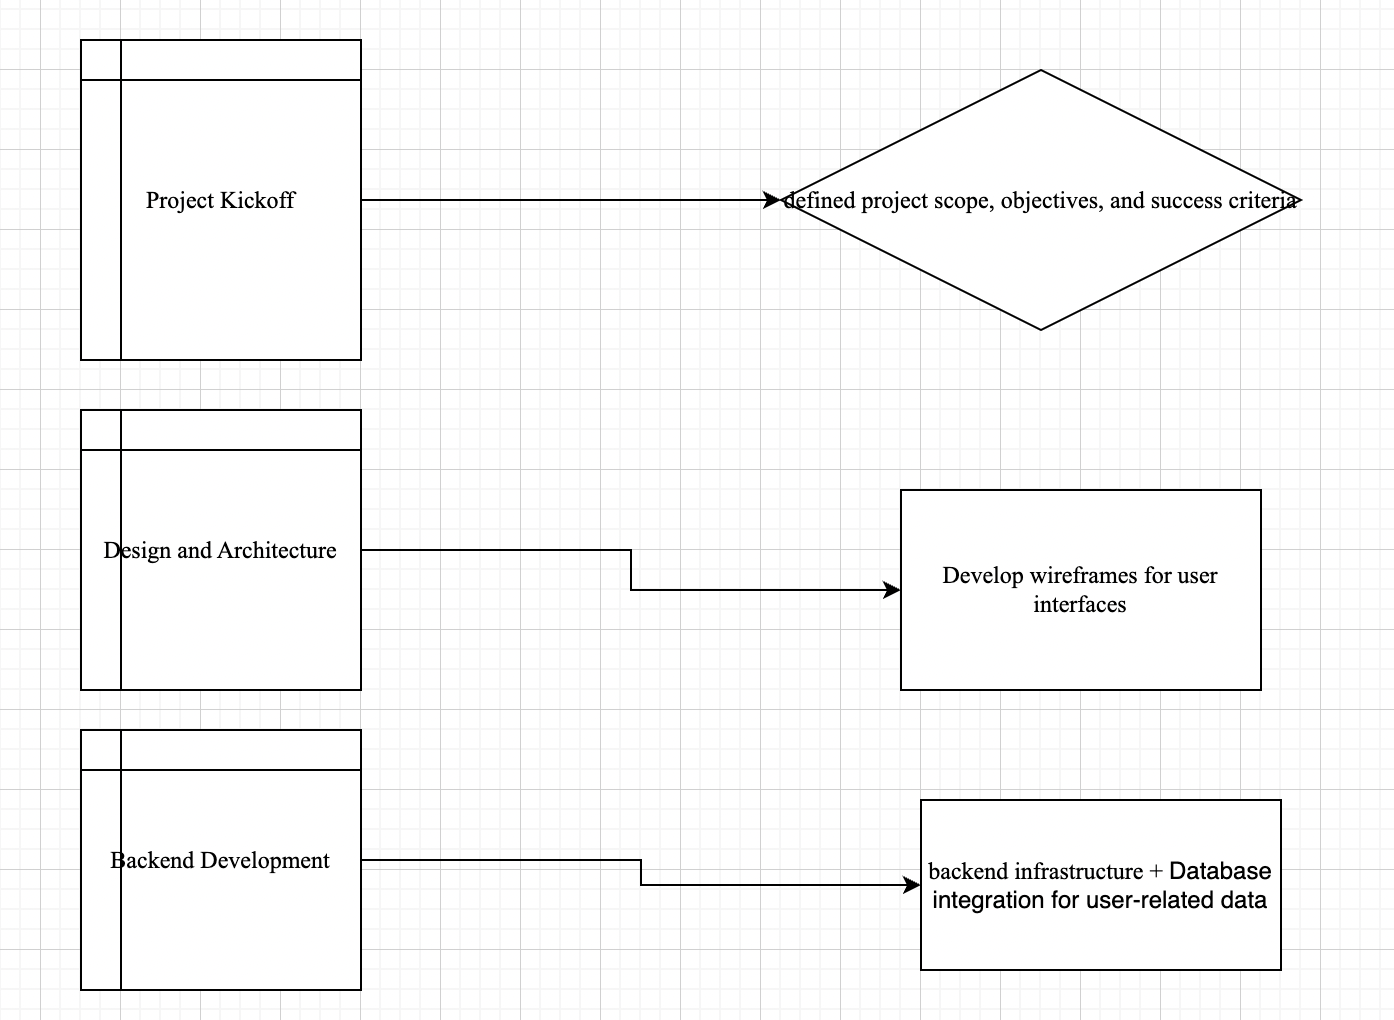 Project Kickoff
defined project scope, objectives, and success criteria
Design and Architecture
Develop wireframes for user
interfaces
Backend Development
backend infrastructure + Database
integration for user-related data